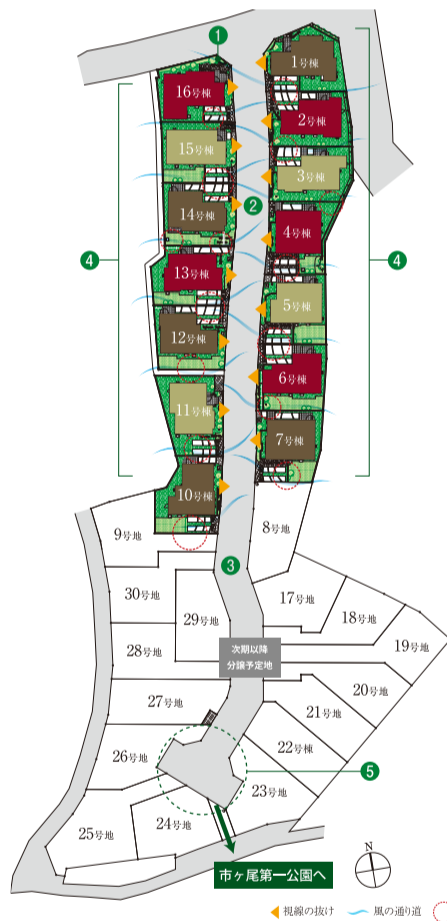 1
1号棟
16号棟
2号棟
15号棟
3号棟
14号棟
2
4号棟
4
4
13号棟
5号棟
12号棟
6号棟
11号棟
7号棟
10号棟
9号地
8号地
3
30号地
29号地
17号地
18号地
19号地
28号地
次期以降
分譲予定地
20号地
27号地
21号地
22号棟
26号地
5
23号地
24号地
25号地
市ヶ尾第一公園へ
N
視線の抜け
風の通り道